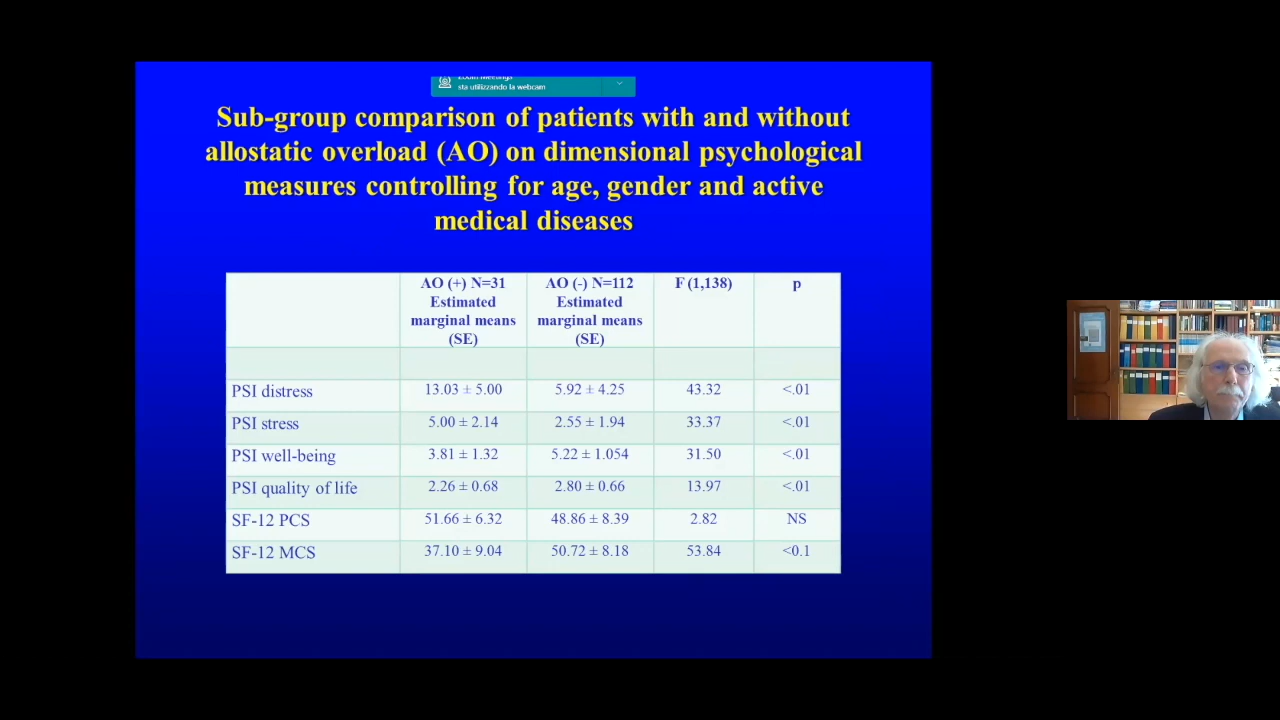 Zoom Meetings
sta utilizzando la webcam
Sub-group comparison of patients with and without
allostatic overload (AO) on dimensional psychological
measures controlling for age, gender and active
medical diseases
AO (+) N=31 Estimated marginal means (SE) AO (-) N=112 Estimated marginal means (SE) F (1,138) p
PSI distress 13.03 ± 5.00 5.92 ± 4.25 43.32 <.01
PSI stress 5.00 ± 2.14 2.55 ± 1.94 33.37 <.01
PSI well-being 3.81 ± 1.32 5.22 ± 1.054 31.50 <.01
PSI quality of life 2.26 ± 0.68 2.80 ± 0.66 13.97 <.01
SF-12 PCS 51.66 ± 6.32 48.86 ± 8.39 2.82 NS
SF-12 MCS 37.10 ± 9.04 50.72 ± 8.18 53.84 <0.1